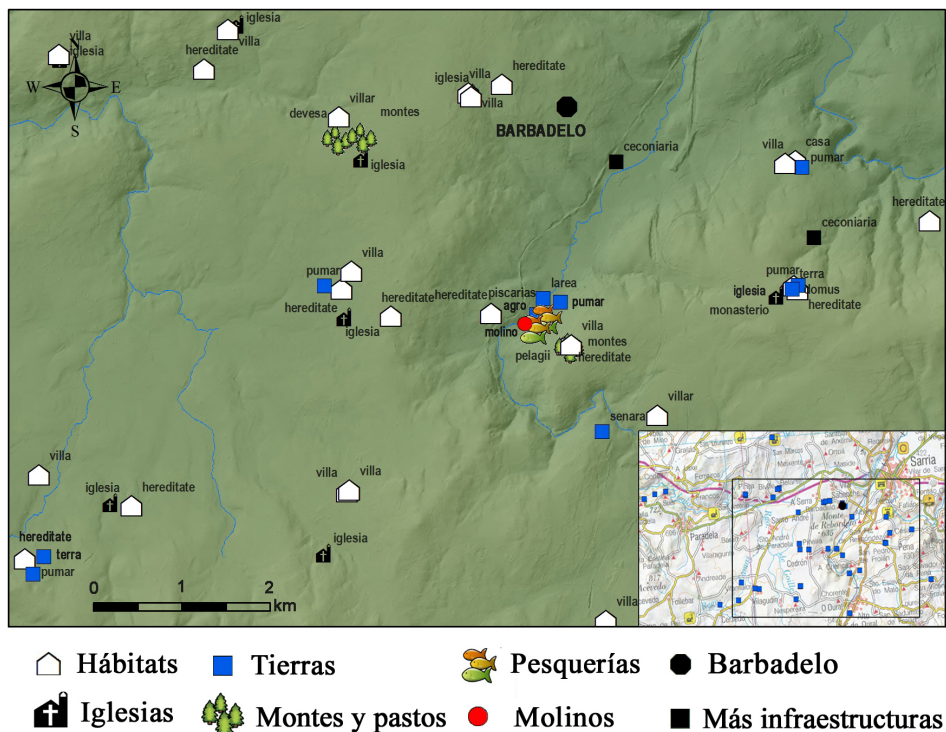 villa
iglesia
N
W
E
S
iglesia
villa
hereditate
iglesia
villa
hereditate
villa
BARBADELO
devesa
villar
montes
iglesia
ceconiaria
villa
casa
pumar
hereditate
ceconiaria
pumar
villa
hereditate
iglesia
hereditate
hereditate
piscarias
larea
agro
pumar
molino
pelagii
villa
montes
hereditate
pumar
terra
iglesia
domus
monasterio
hereditate
senara
villar
villa
iglesia
hereditate
villa
villa
hereditate
terra
pumar
iglesia
villa
0
1
2
km
Sarria
Paradela
Hábitats
Tierras
Pesquerías
Barbadelo
Iglesias
Montes y pastos
Molinos
Más infraestructuras